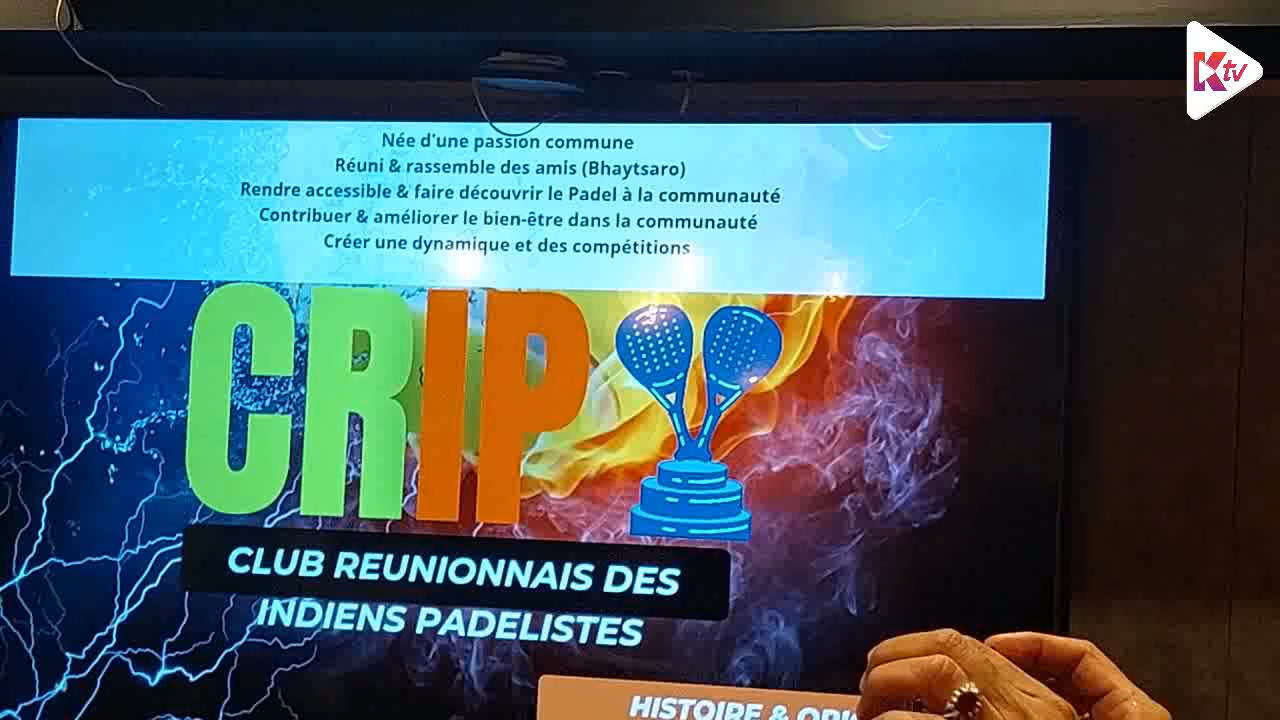 Ktv
Née d'une passion commune
Réuni & rassemble des amis (Bhaytsaro)
Rendre accessible & faire découvrir le Padel à la communauté
Contribuer & améliorer le bien-être dans la communauté
Créer une dynamique et des compétitions
CRIP
CLUB REUNIONNAIS DES
INDIENS PADELISTES
HISTOIRE &